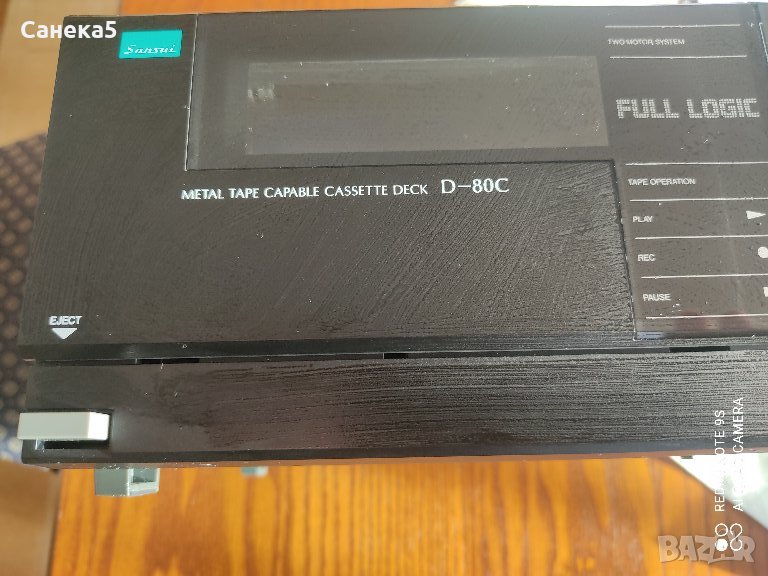 Санека5
Sansui
TWO MOTOR SYSTEM
FULL LOGIC
METAL TAPE CAPABLE CASSETTE DECK D-80C
TAPE OPERATION
PLAY
REC
PAUSE
EJECT
REDMI NOTE 9S
AI QUAD CAMERA
bazar